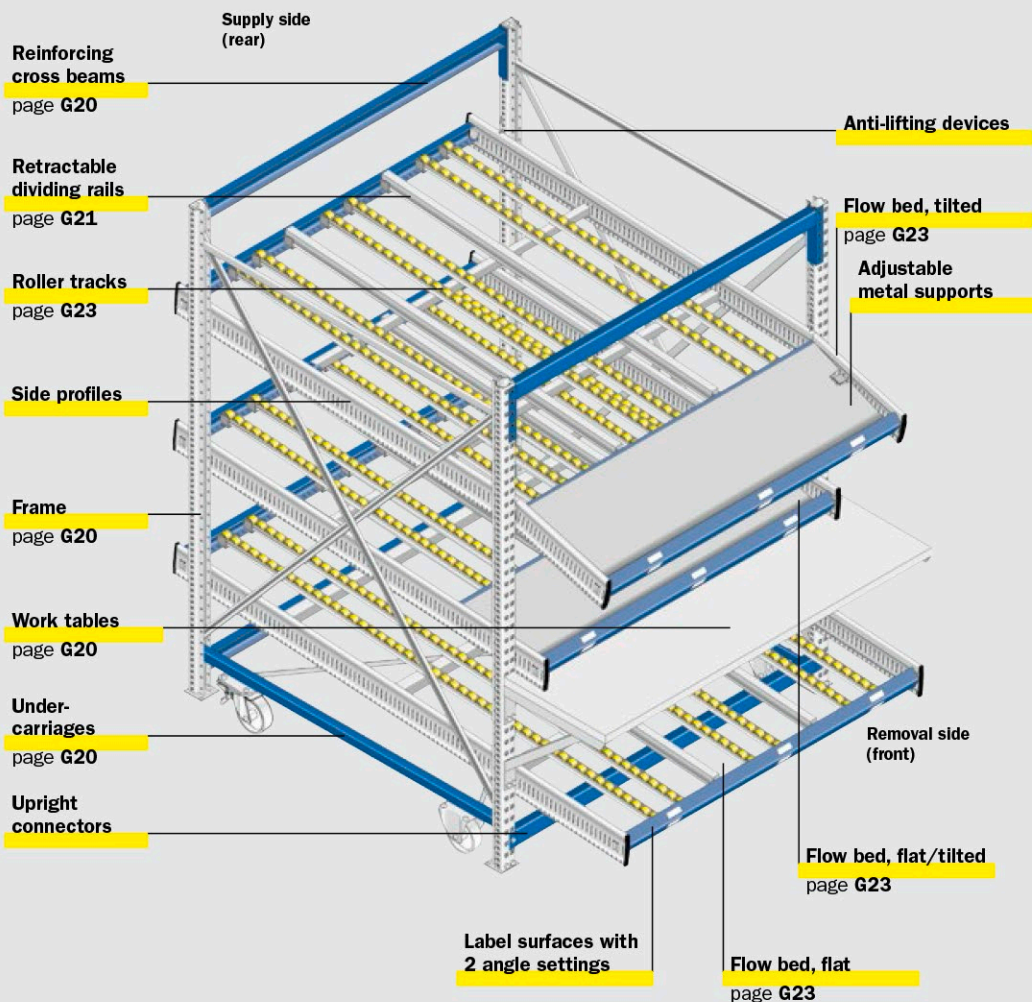 Supply side
(rear)
Reinforcing
cross beams
page G20
Anti-lifting devices
Retractable
dividing rails
page G21
Flow bed, tilted
page G23
Adjustable
metal supports
Roller tracks
page G23
Side profiles
Frame
page G20
Work tables
page G20
Under-
carriages
page G20
Removal side
(front)
Upright
connectors
Flow bed, flat/tilted
page G23
Label surfaces with
2 angle settings
Flow bed, flat
page G23